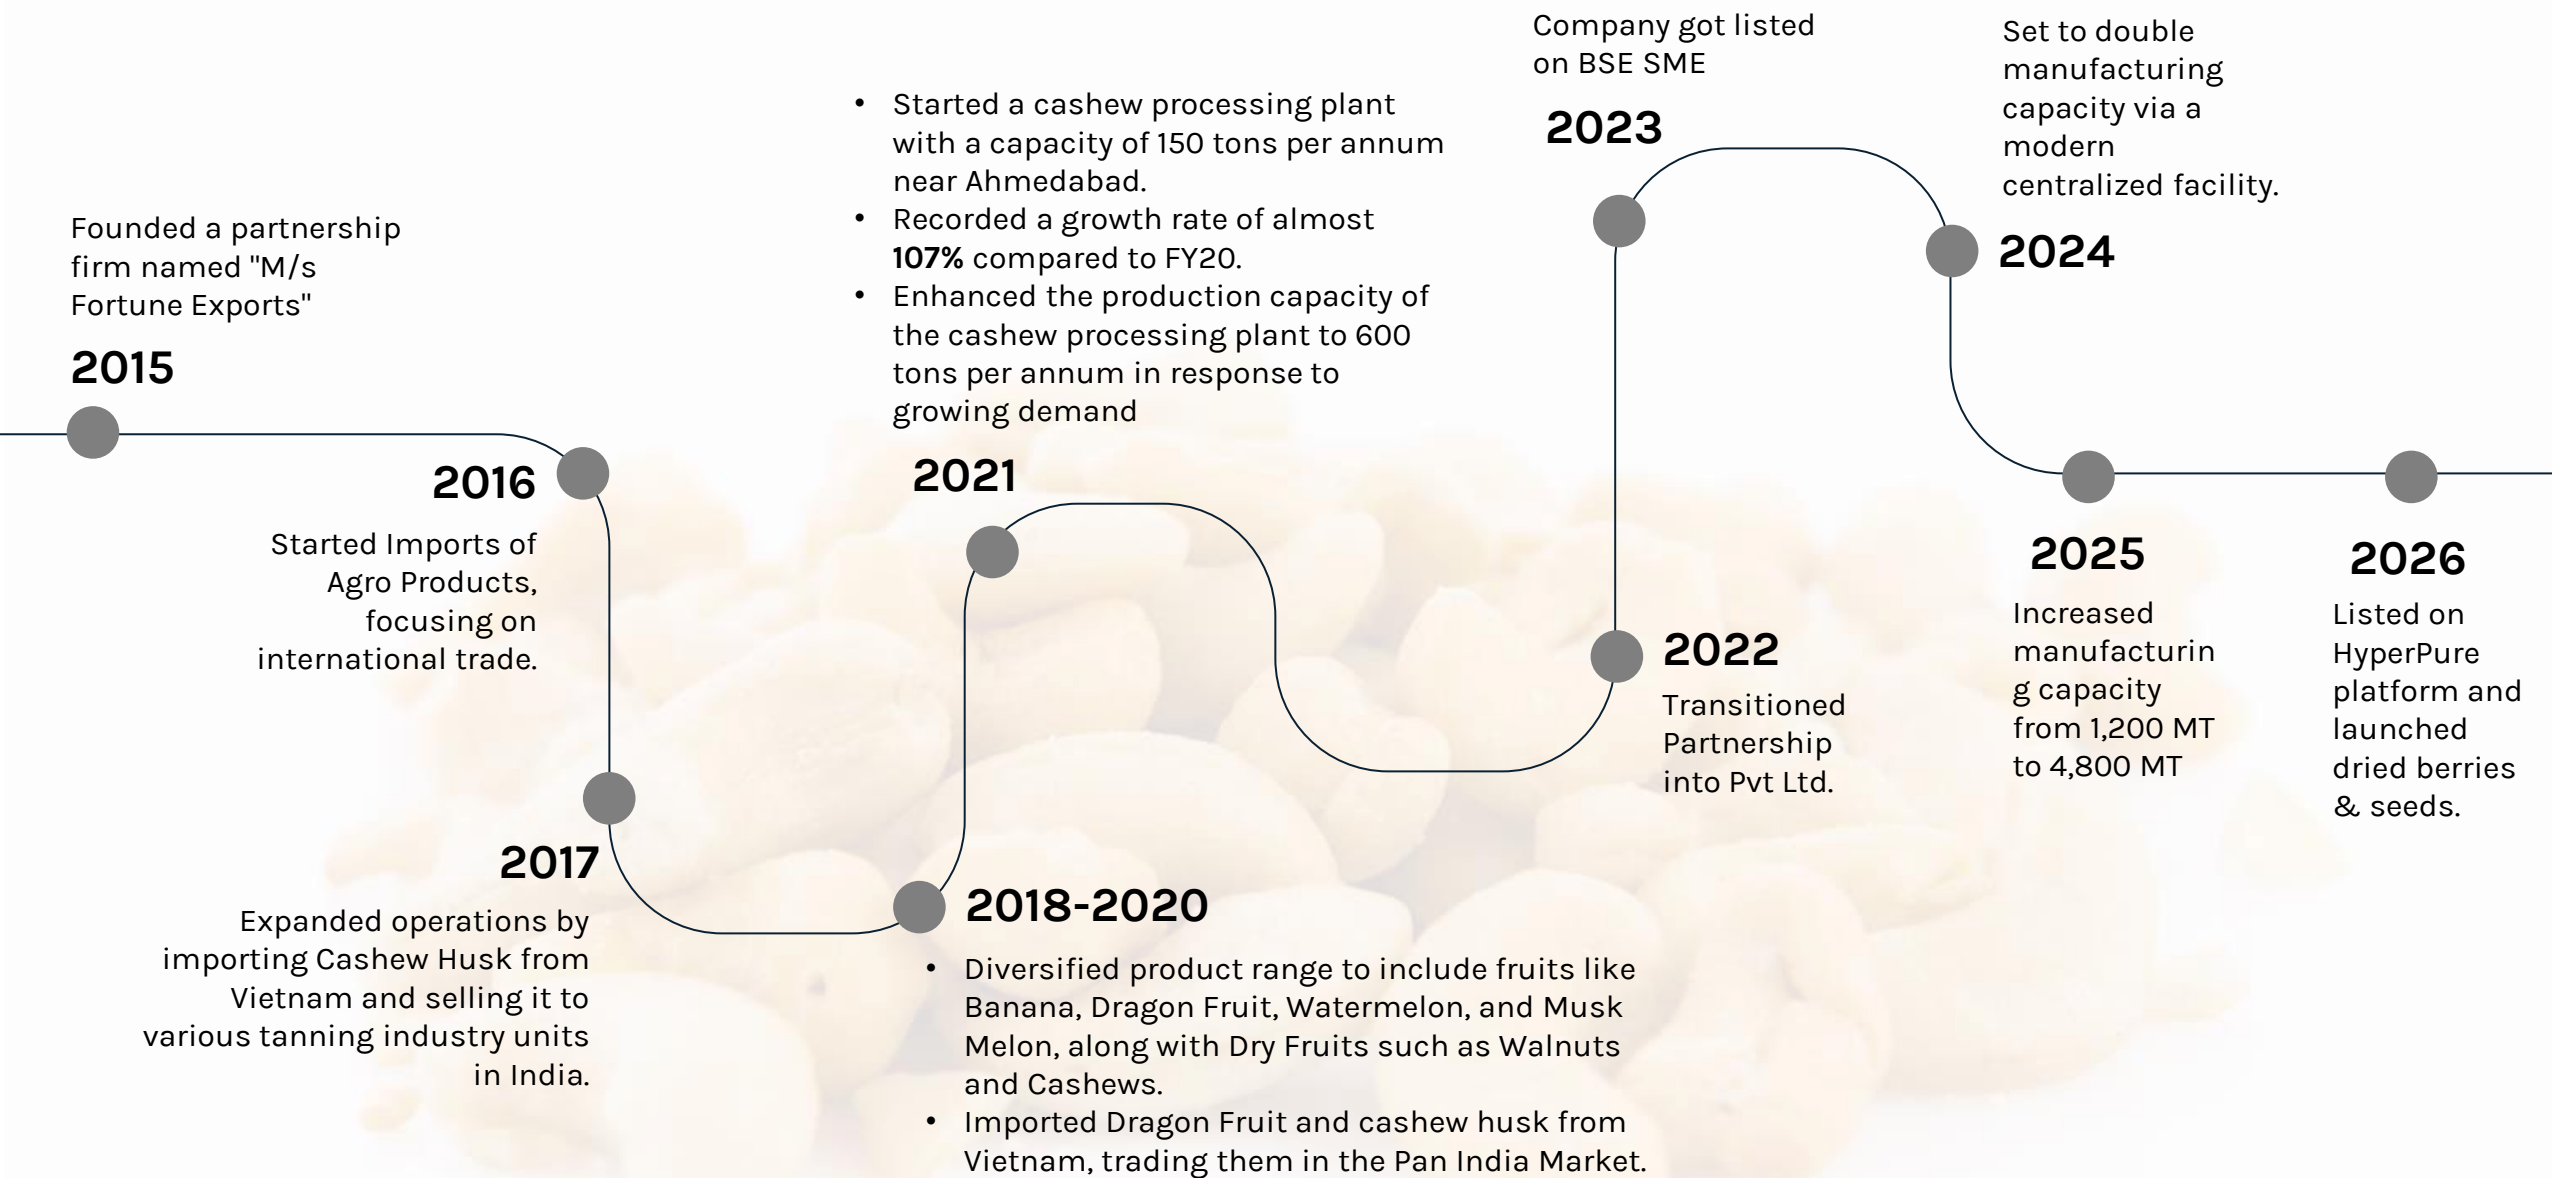 Founded a partnership
firm named "M/s
Fortune Exports"
2015
2016
Started Imports of
Agro Products,
focusing on
international trade.
2017
Expanded operations by
importing Cashew Husk from
Vietnam and selling it to
various tanning industry units
in India.
2018-2020
• Diversified product range to include fruits like
Banana, Dragon Fruit, Watermelon, and Musk
Melon, along with Dry Fruits such as Walnuts
and Cashews.
• Imported Dragon Fruit and cashew husk from
Vietnam, trading them in the Pan India Market.
• Started a cashew processing plant
with a capacity of 150 tons per annum
near Ahmedabad.
• Recorded a growth rate of almost
107% compared to FY20.
• Enhanced the production capacity of
the cashew processing plant to 600
tons per annum in response to
growing demand
2021
2022
Transitioned
Partnership
into Pvt Ltd.
Company got listed
on BSE SME
2023
Set to double
manufacturing
capacity via a
modern
centralized facility.
2024
2025
Increased
manufacturin
g capacity
from 1,200 MT
to 4,800 MT
2026
Listed on
HyperPure
platform and
launched
dried berries
& seeds.